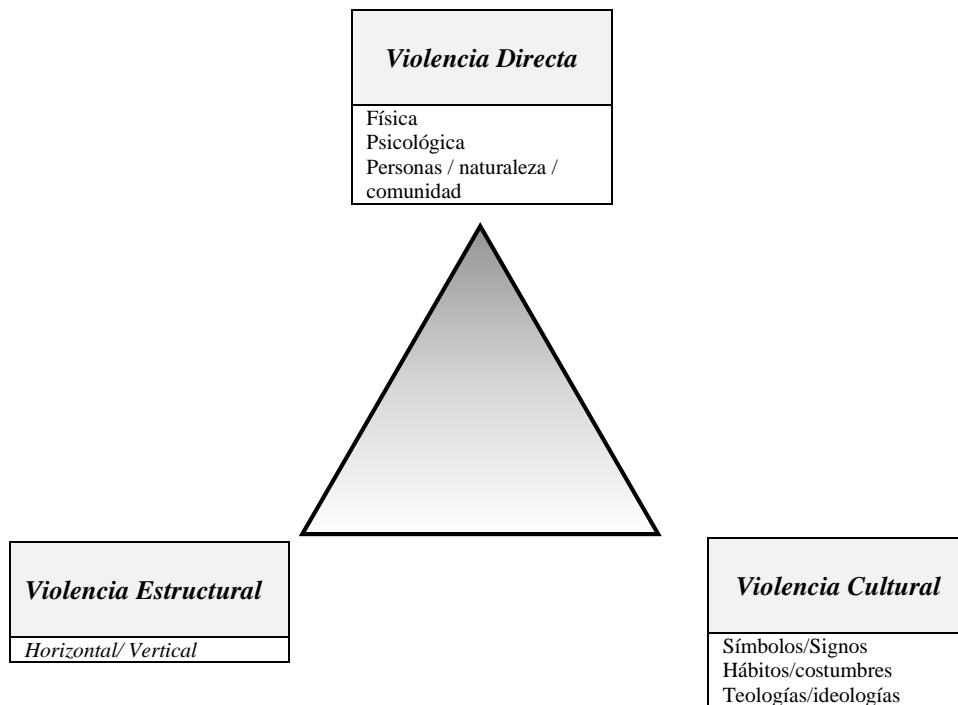 Violencia Directa
Física
Psicológica
Personas / naturaleza /
comunidad
Violencia Estructural
Horizontal/ Vertical
Violencia Cultural
Símbolos/Signos
Hábitos/costumbres
Teologías/ideologías